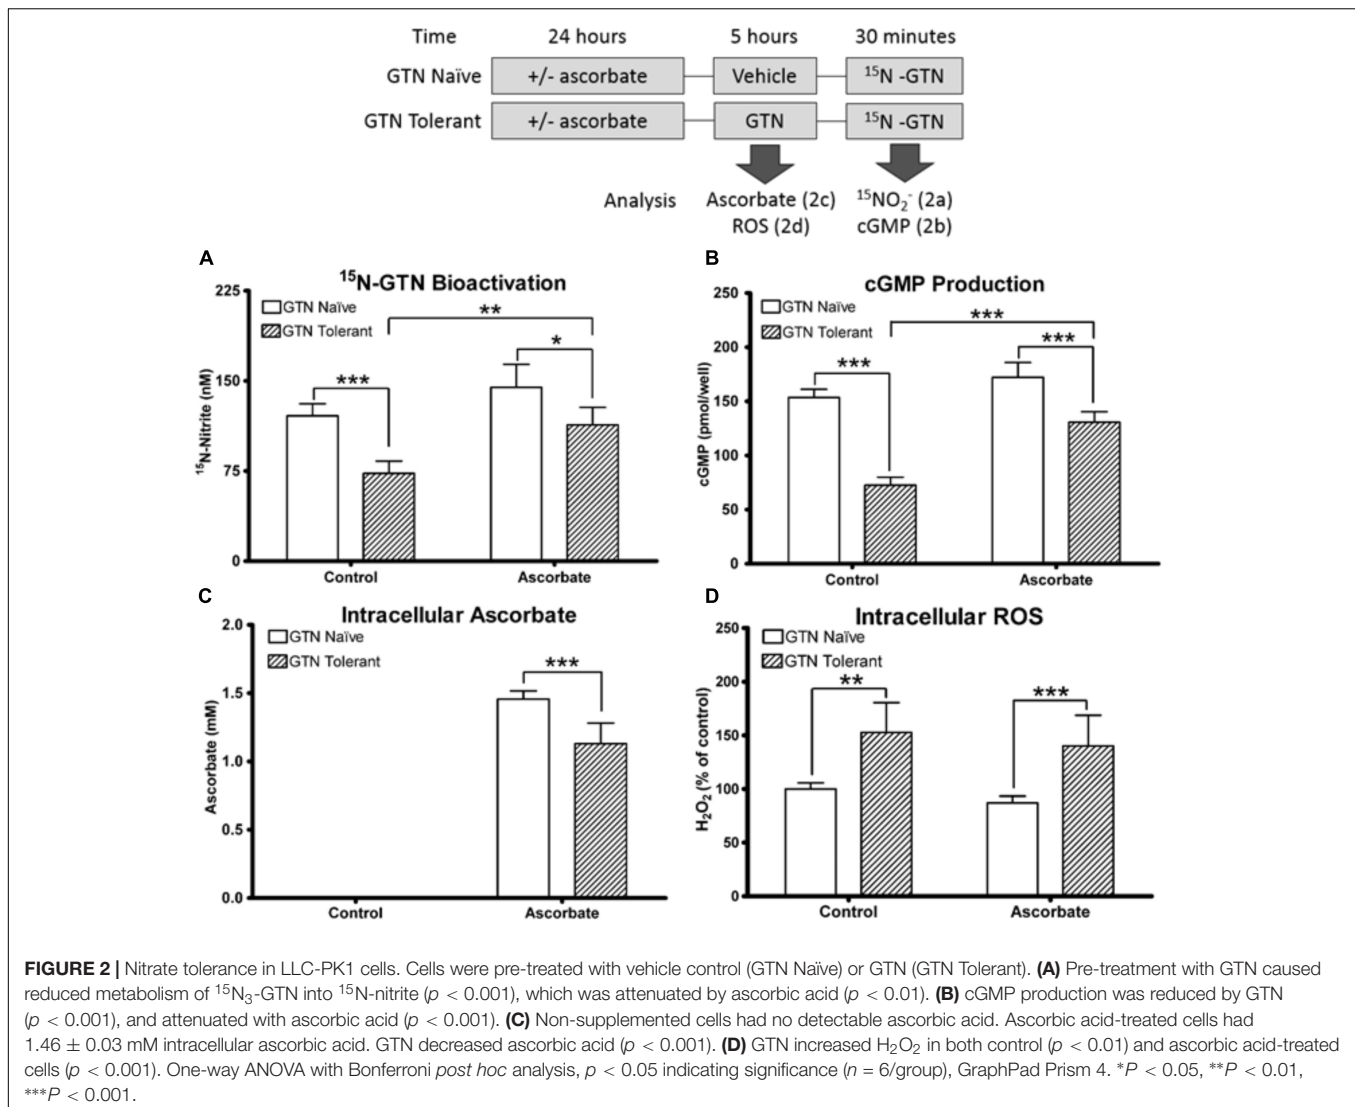 Time 24 hours 5 hours 30 minutes
GTN Naïve +/- ascorbate Vehicle ¹⁵N -GTN
GTN Tolerant +/- ascorbate GTN ¹⁵N -GTN
Analysis Ascorbate (2c) ¹⁵NO₂⁻ (2a)
ROS (2d) cGMP (2b)
A
¹⁵N-GTN Bioactivation
GTN Naïve
GTN Tolerant
¹⁵N-Nitrite (nM)
225
150
75
0
***
**
*
Control Ascorbate
B
cGMP Production
GTN Naïve
GTN Tolerant
cGMP (pmol/well)
250
200
150
100
50
0
***
***
***
Control Ascorbate
C
Intracellular Ascorbate
GTN Naïve
GTN Tolerant
Ascorbate (mM)
2.0
1.5
1.0
0.5
0.0
***
Control Ascorbate
D
Intracellular ROS
GTN Naïve
GTN Tolerant
H₂O₂ (% of control)
250
200
150
100
50
0
**
***
Control Ascorbate
FIGURE 2 | Nitrate tolerance in LLC-PK1 cells. Cells were pre-treated with vehicle control (GTN Naïve) or GTN (GTN Tolerant). (A) Pre-treatment with GTN caused
reduced metabolism of ¹⁵N₃-GTN into ¹⁵N-nitrite (p < 0.001), which was attenuated by ascorbic acid (p < 0.01). (B) cGMP production was reduced by GTN
(p < 0.001), and attenuated with ascorbic acid (p < 0.001). (C) Non-supplemented cells had no detectable ascorbic acid. Ascorbic acid-treated cells had
1.46 ± 0.03 mM intracellular ascorbic acid. GTN decreased ascorbic acid (p < 0.001). (D) GTN increased H₂O₂ in both control (p < 0.01) and ascorbic acid-treated
cells (p < 0.001). One-way ANOVA with Bonferroni post hoc analysis, p < 0.05 indicating significance (n = 6/group), GraphPad Prism 4. *P < 0.05, **P < 0.01,
***P < 0.001.